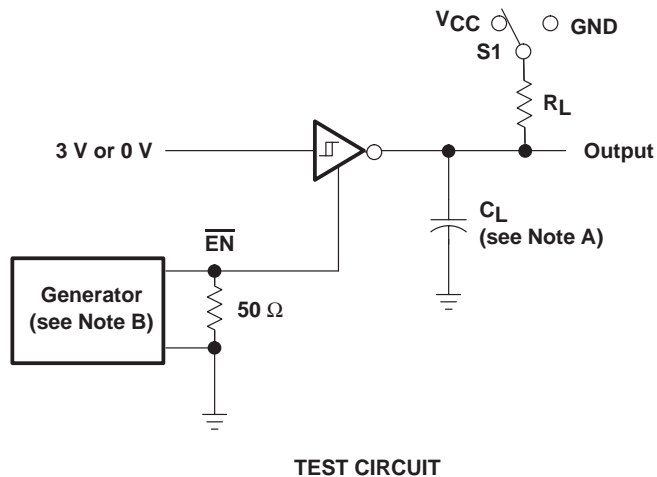 VCC
GND
S1
RL
3 V or 0 V
Output
CL
(see Note A)
EN
Generator
(see Note B)
50 Ω
TEST CIRCUIT